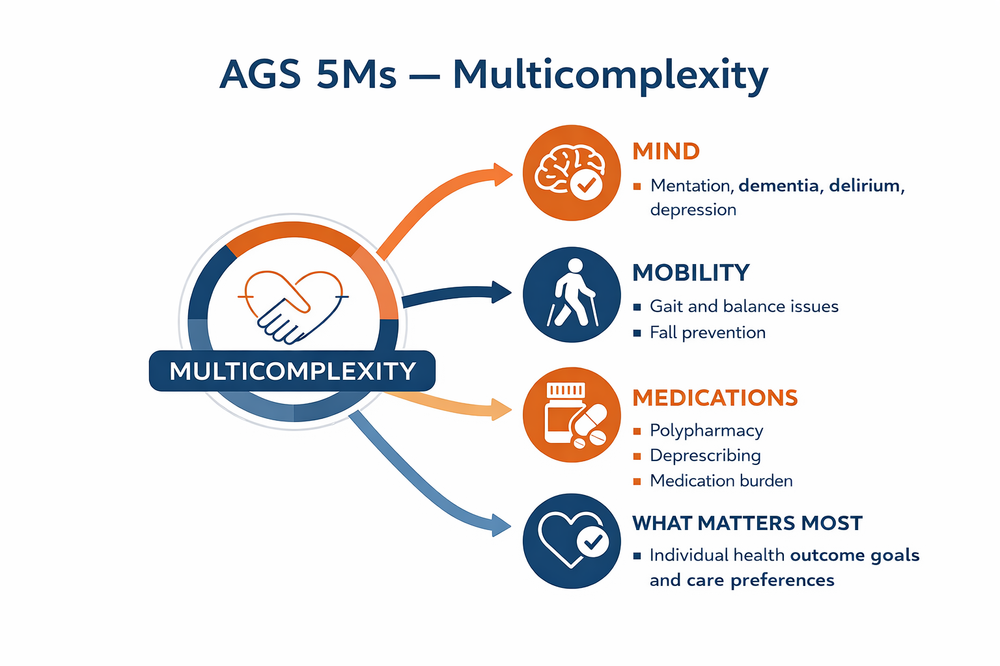 AGS 5Ms — Multicomplexity
MULTICOMPLEXITY
MIND
▪ Mentation, dementia, delirium,
depression
MOBILITY
▪ Gait and balance issues
▪ Fall prevention
MEDICATIONS
▪ Polypharmacy
▪ Deprescribing
▪ Medication burden
WHAT MATTERS MOST
▪ Individual health outcome goals
and care preferences